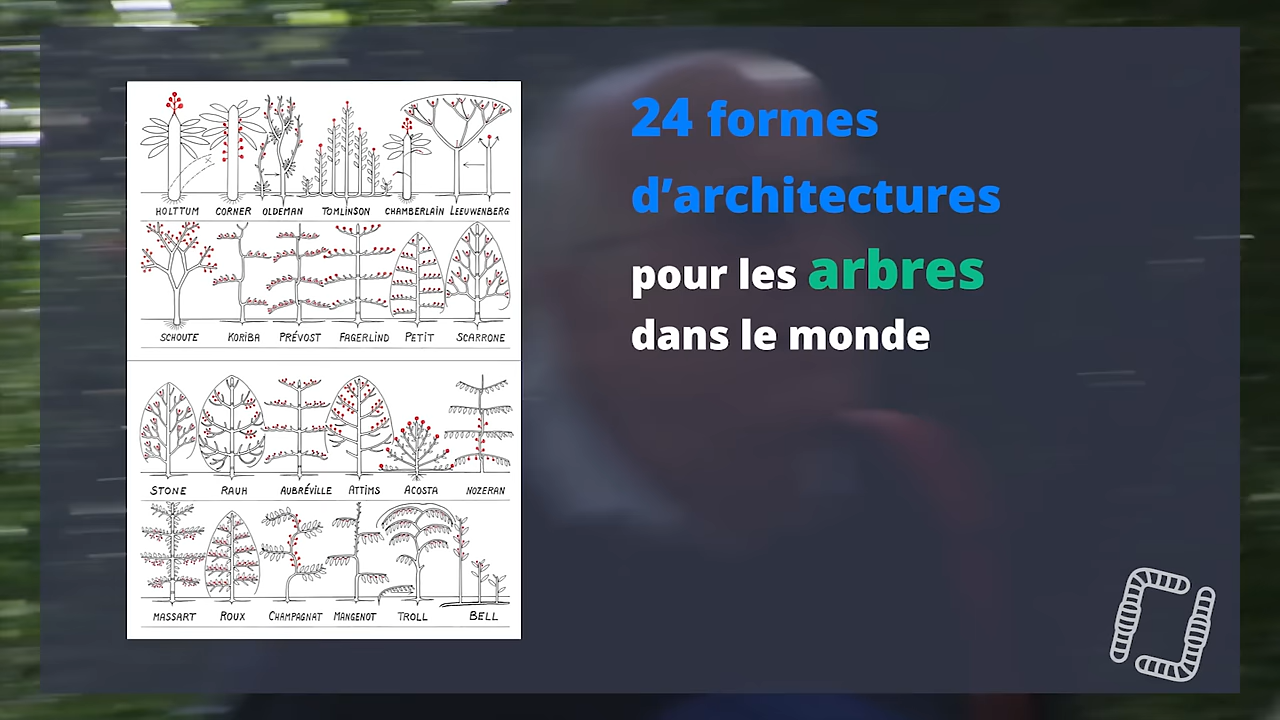 24 formes
d’architectures
pour les arbres
dans le monde
HOLTTUM CORNER OLDEMAN TOMLINSON CHAMBERLAIN LEEUWENBERG
SCHOUTE KORIBA PRÉVOST FAGERLIND PETIT SCARRONE
STONE RAUH AUBRÉVILLE ATTIMS ACOSTA NOZERAN
MASSART ROUX CHAMPAGNAT MANGENOT TROLL BELL